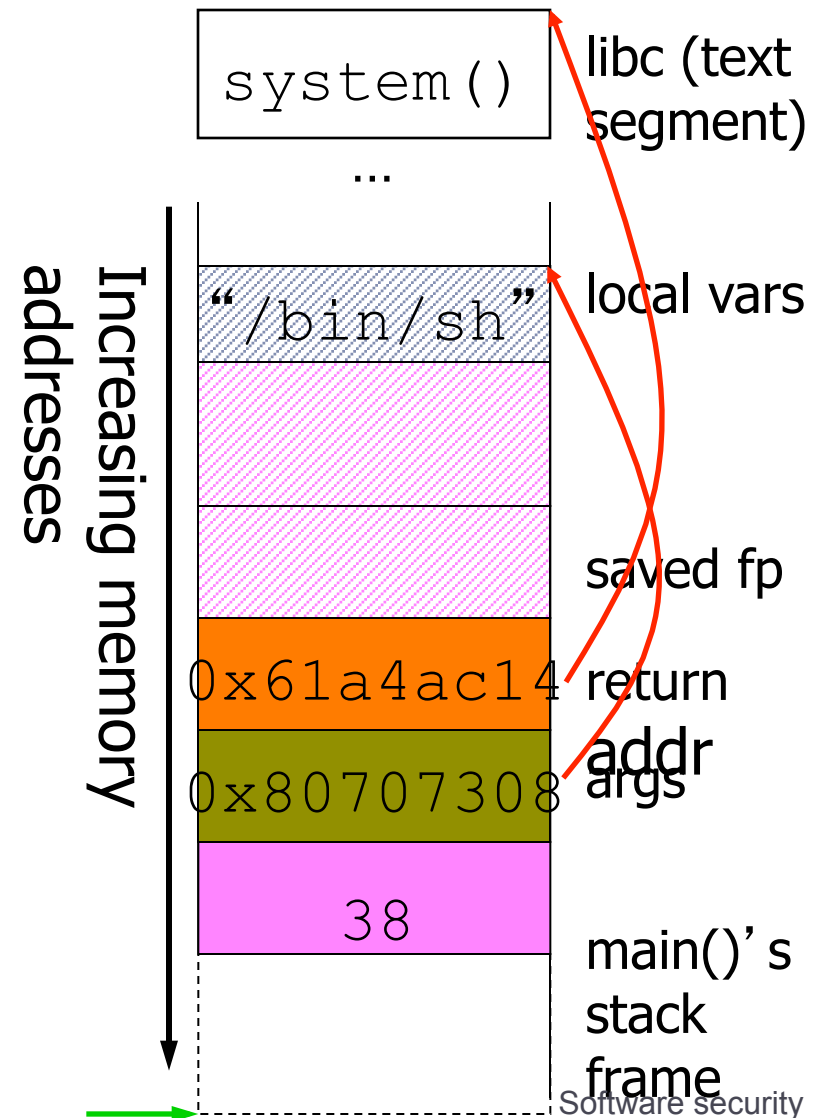 system()
libc (text
segment)
...
Increasing memory
addresses
“/bin/sh”
local vars
saved fp
0x61a4ac14
return
addr
0x80707308
args
38
main()’s
stack
frame
Software security